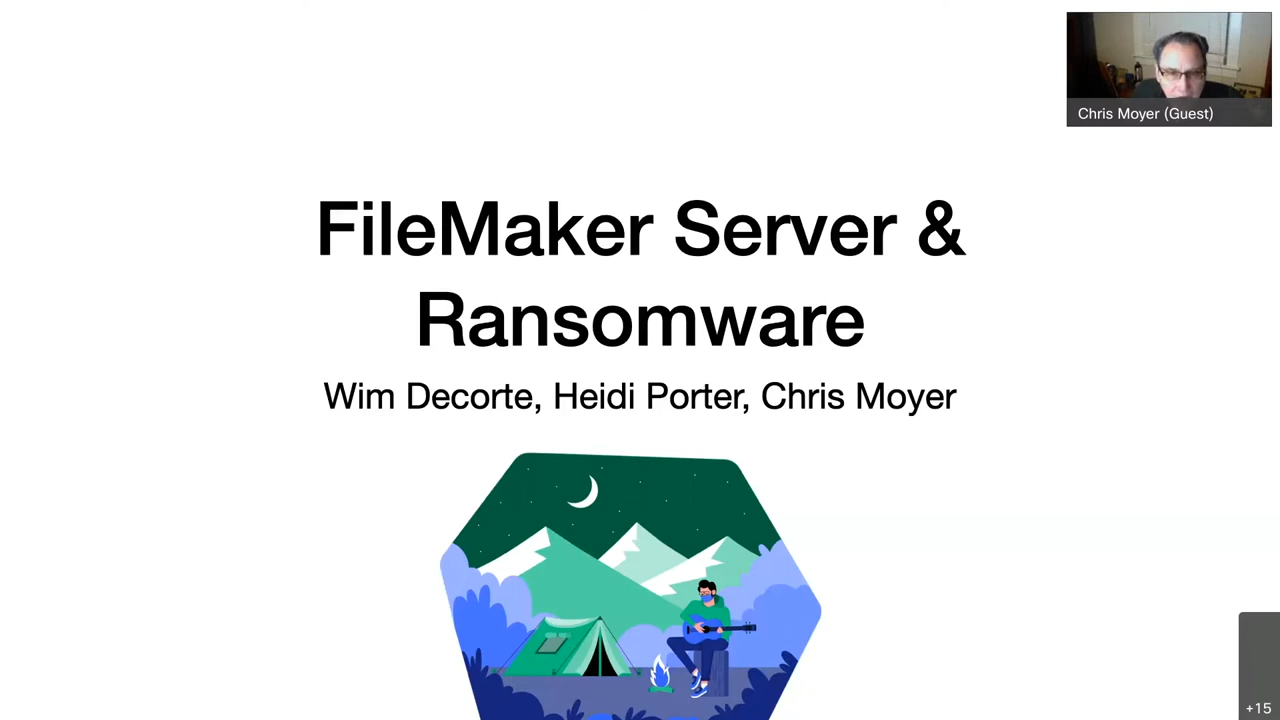 Chris Moyer (Guest)
FileMaker Server &
Ransomware
Wim Decorte, Heidi Porter, Chris Moyer
+15